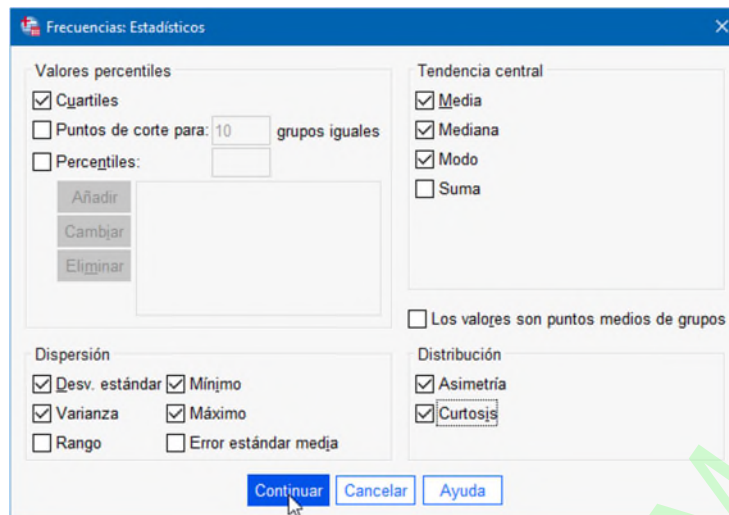 Frecuencias: Estadísticos
Valores percentiles
Cuartiles
Puntos de corte para: 10 grupos iguales
Percentiles:
Añadir
Cambiar
Eliminar
Tendencia central
Media
Mediana
Modo
Suma
Los valores son puntos medios de grupos
Dispersión
Desv. estándar Mínimo
Varianza Máximo
Rango Error estándar media
Distribución
Asimetría
Curtosis
Continuar Cancelar Ayuda